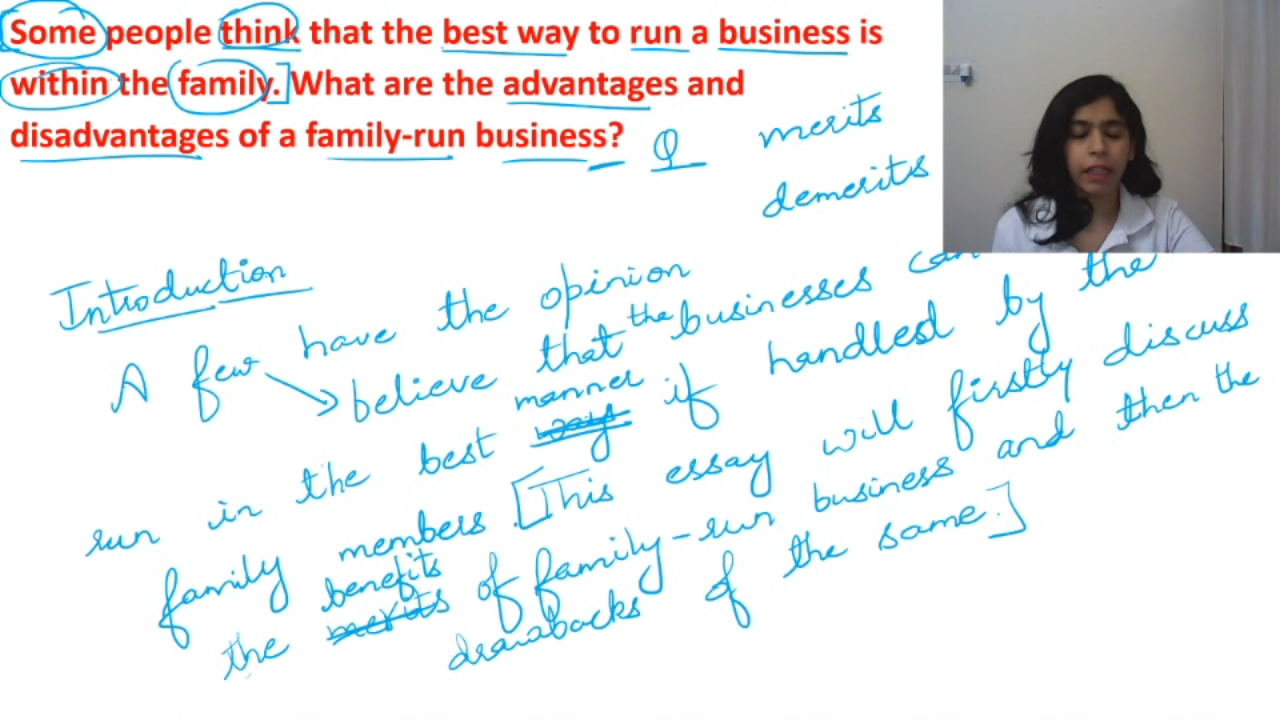 Some people think that the best way to run a business is
within the family. What are the advantages and
disadvantages of a family-run business?
Q merits
demerits
Introduction
A few have the opinion
believe that the businesses can
run in the best ways manner if handled by the
family members. [This essay will firstly discuss
the merits benefits of family-run business and then the
drawbacks of the same.]